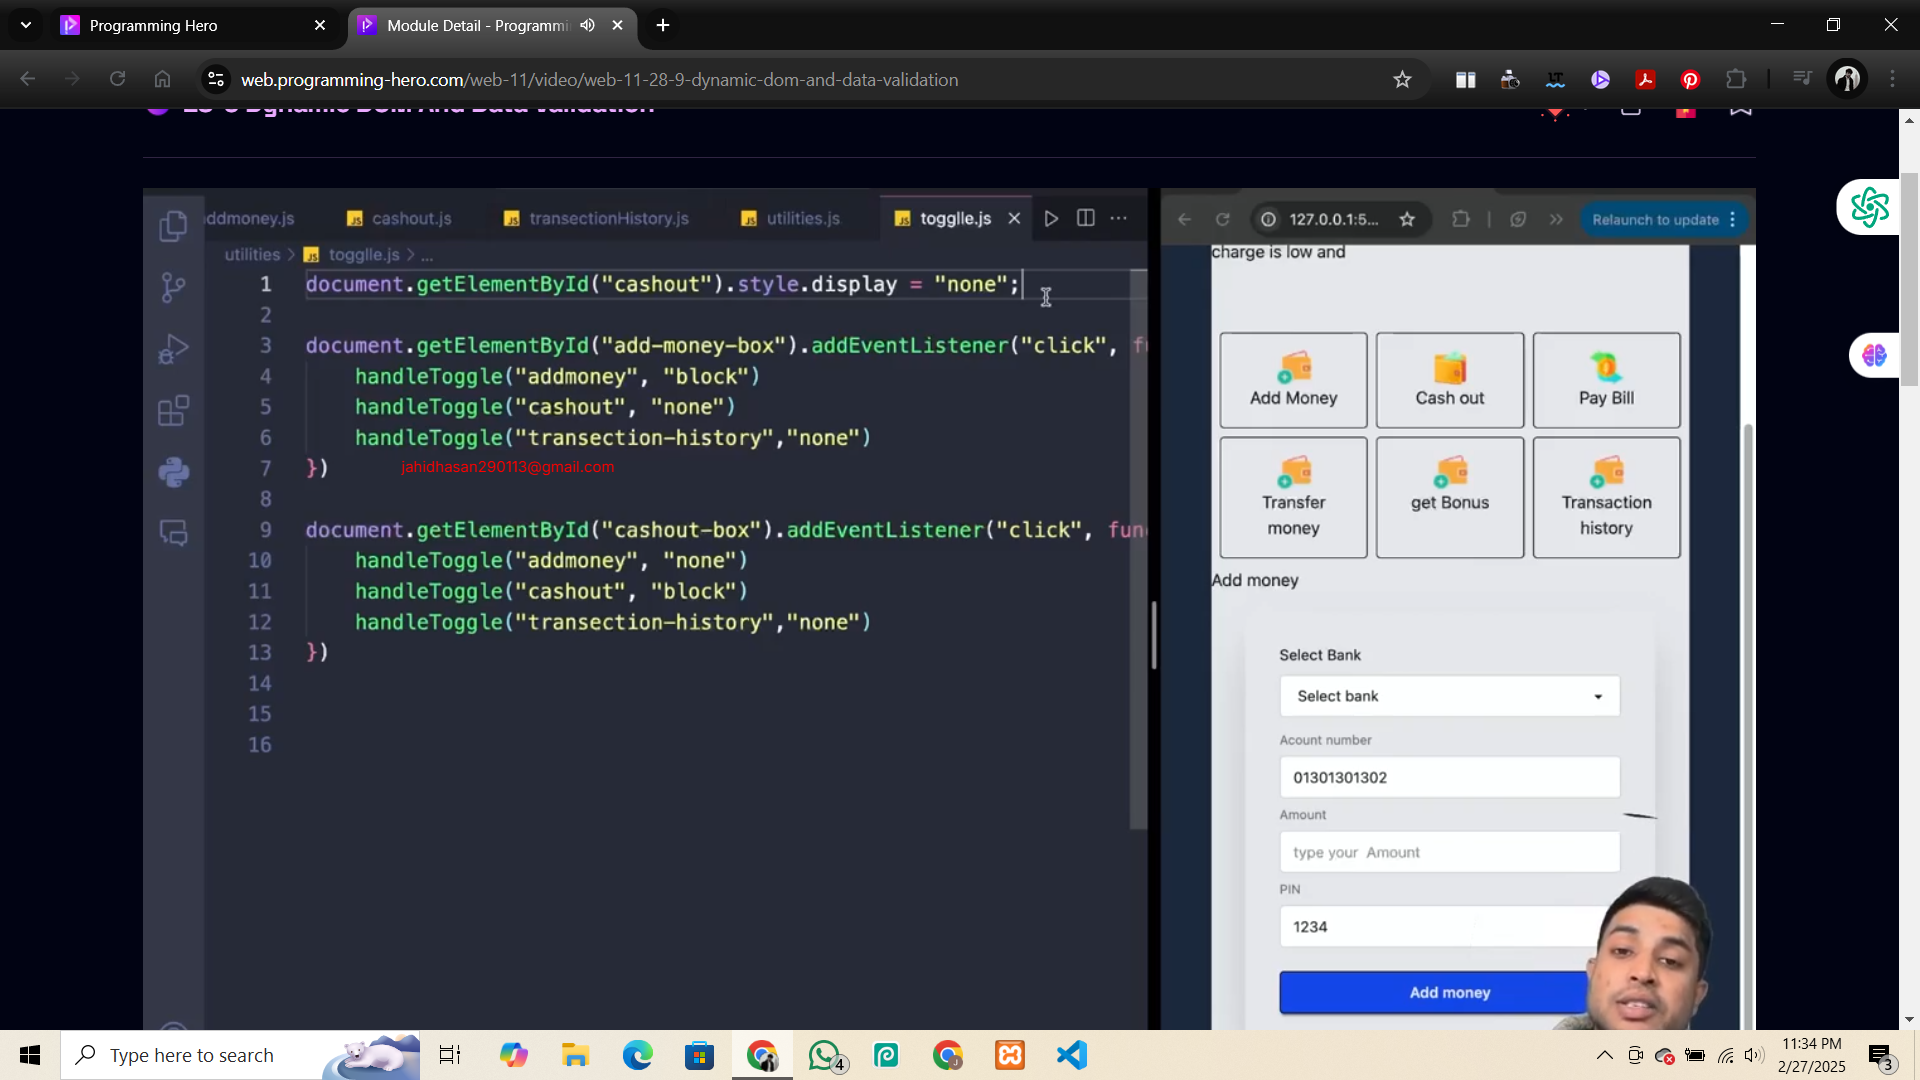 Programming Hero
Module Detail - Programmi
web.programming-hero.com/web-11/video/web-11-28-9-dynamic-dom-and-data-validation
ddmoney.js
cashout.js
transectionHistory.js
utilities.js
togglle.js
utilities > togglle.js > ...
1 document.getElementById("cashout").style.display = "none";
2
3 document.getElementById("add-money-box").addEventListener("click", f
4 handleToggle("addmoney", "block")
5 handleToggle("cashout", "none")
6 handleToggle("transection-history","none")
7 })
jahidhasan290113@gmail.com
8
9 document.getElementById("cashout-box").addEventListener("click", fun
10 handleToggle("addmoney", "none")
11 handleToggle("cashout", "block")
12 handleToggle("transection-history","none")
13 })
14
15
16
127.0.0.1:5...
Relaunch to update
charge is low and
Add Money
Cash out
Pay Bill
Transfer
money
get Bonus
Transaction
history
Add money
Select Bank
Select bank
Acount number
01301301302
Amount
type your Amount
PIN
1234
Add money
Type here to search
4
11:34 PM
2/27/2025
3